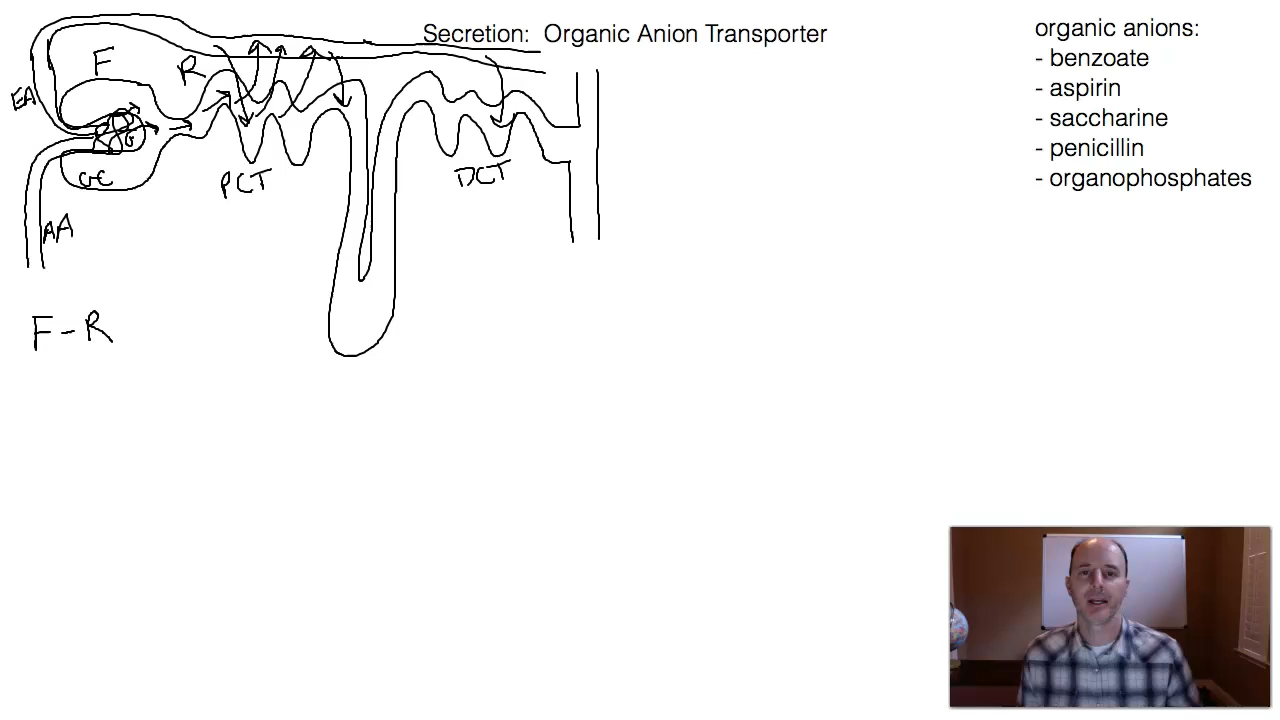 Secretion: Organic Anion Transporter
organic anions:
- benzoate
- aspirin
- saccharine
- penicillin
- organophosphates
F
R
EA
G
GC
PCT
DCT
AA
F - R